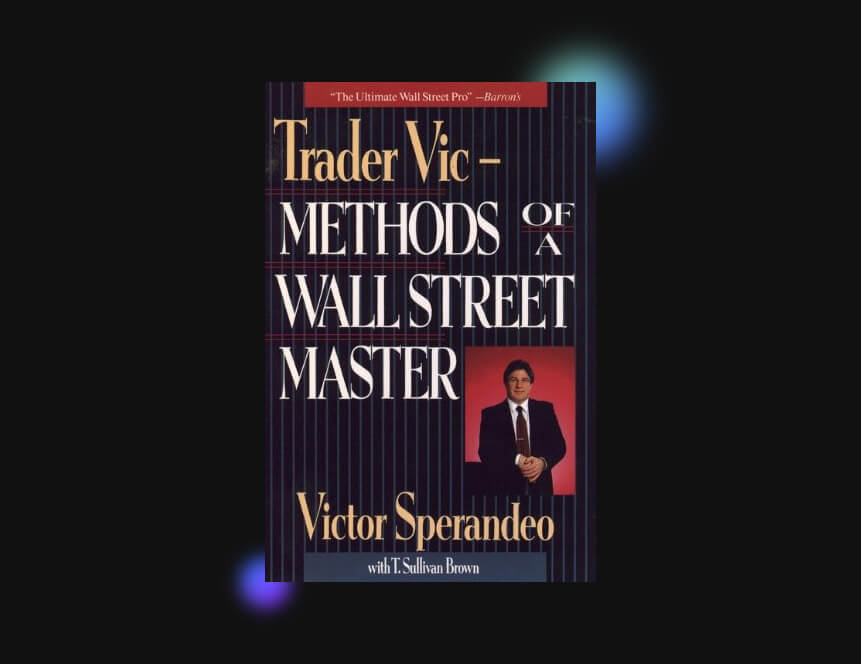 “The Ultimate Wall Street Pro” —Barron's
Trader Vic –
METHODS OF A
WALL STREET
MASTER
Victor Sperandeo
with T. Sullivan Brown